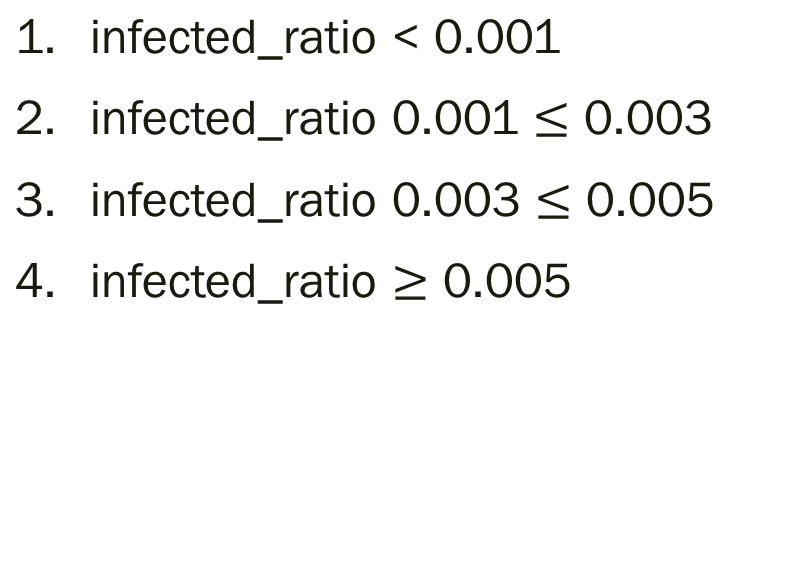 1. infected_ratio < 0.001
2. infected_ratio 0.001 ≤ 0.003
3. infected_ratio 0.003 ≤ 0.005
4. infected_ratio ≥ 0.005